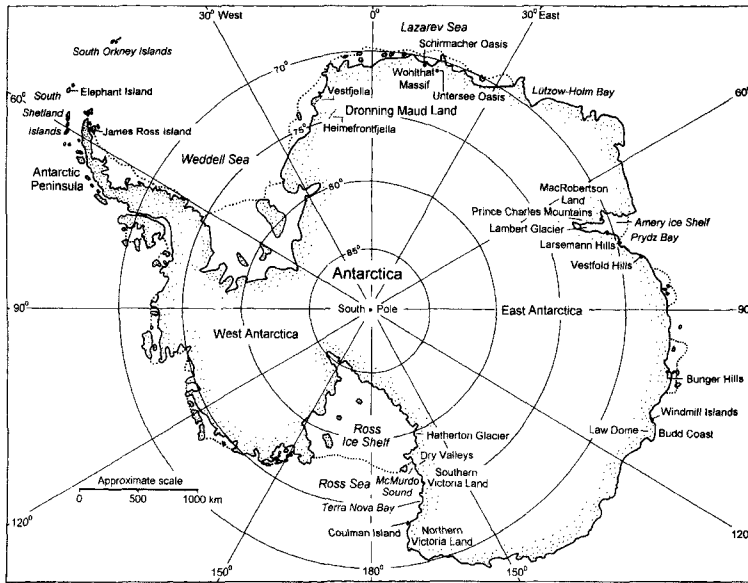 30° West
0°
30° East
Lazarev Sea
Schirmacher Oasis
South Orkney Islands
70°
Wohlthat
Massif
Untersee Oasis
Lützow-Holm Bay
Elephant Island
60°
60°
South
Shetland
Islands
Vestfjella
Dronning Maud Land
75°
Heimefrontfjella
James Ross Island
Weddell Sea
Antarctic
Peninsula
80°
MacRobertson
Land
Prince Charles Mountains
Amery ice Shelf
Lambert Glacier
Larsemann Hills
Prydz Bay
85°
Vestfold Hills
Antarctica
90°
South Pole
East Antarctica
90°
West Antarctica
Bunger Hills
Windmill Islands
Law Dome
Budd Coast
Ross
Ice Shelf
Hatherton Glacier
Dry Valleys
Approximate scale
0 500 1000 km
Ross Sea
McMurdo
Sound
Southern
Victoria Land
Terra Nova Bay
120°
Coulman Island
Northern
Victoria Land
120°
150°
180°
150°